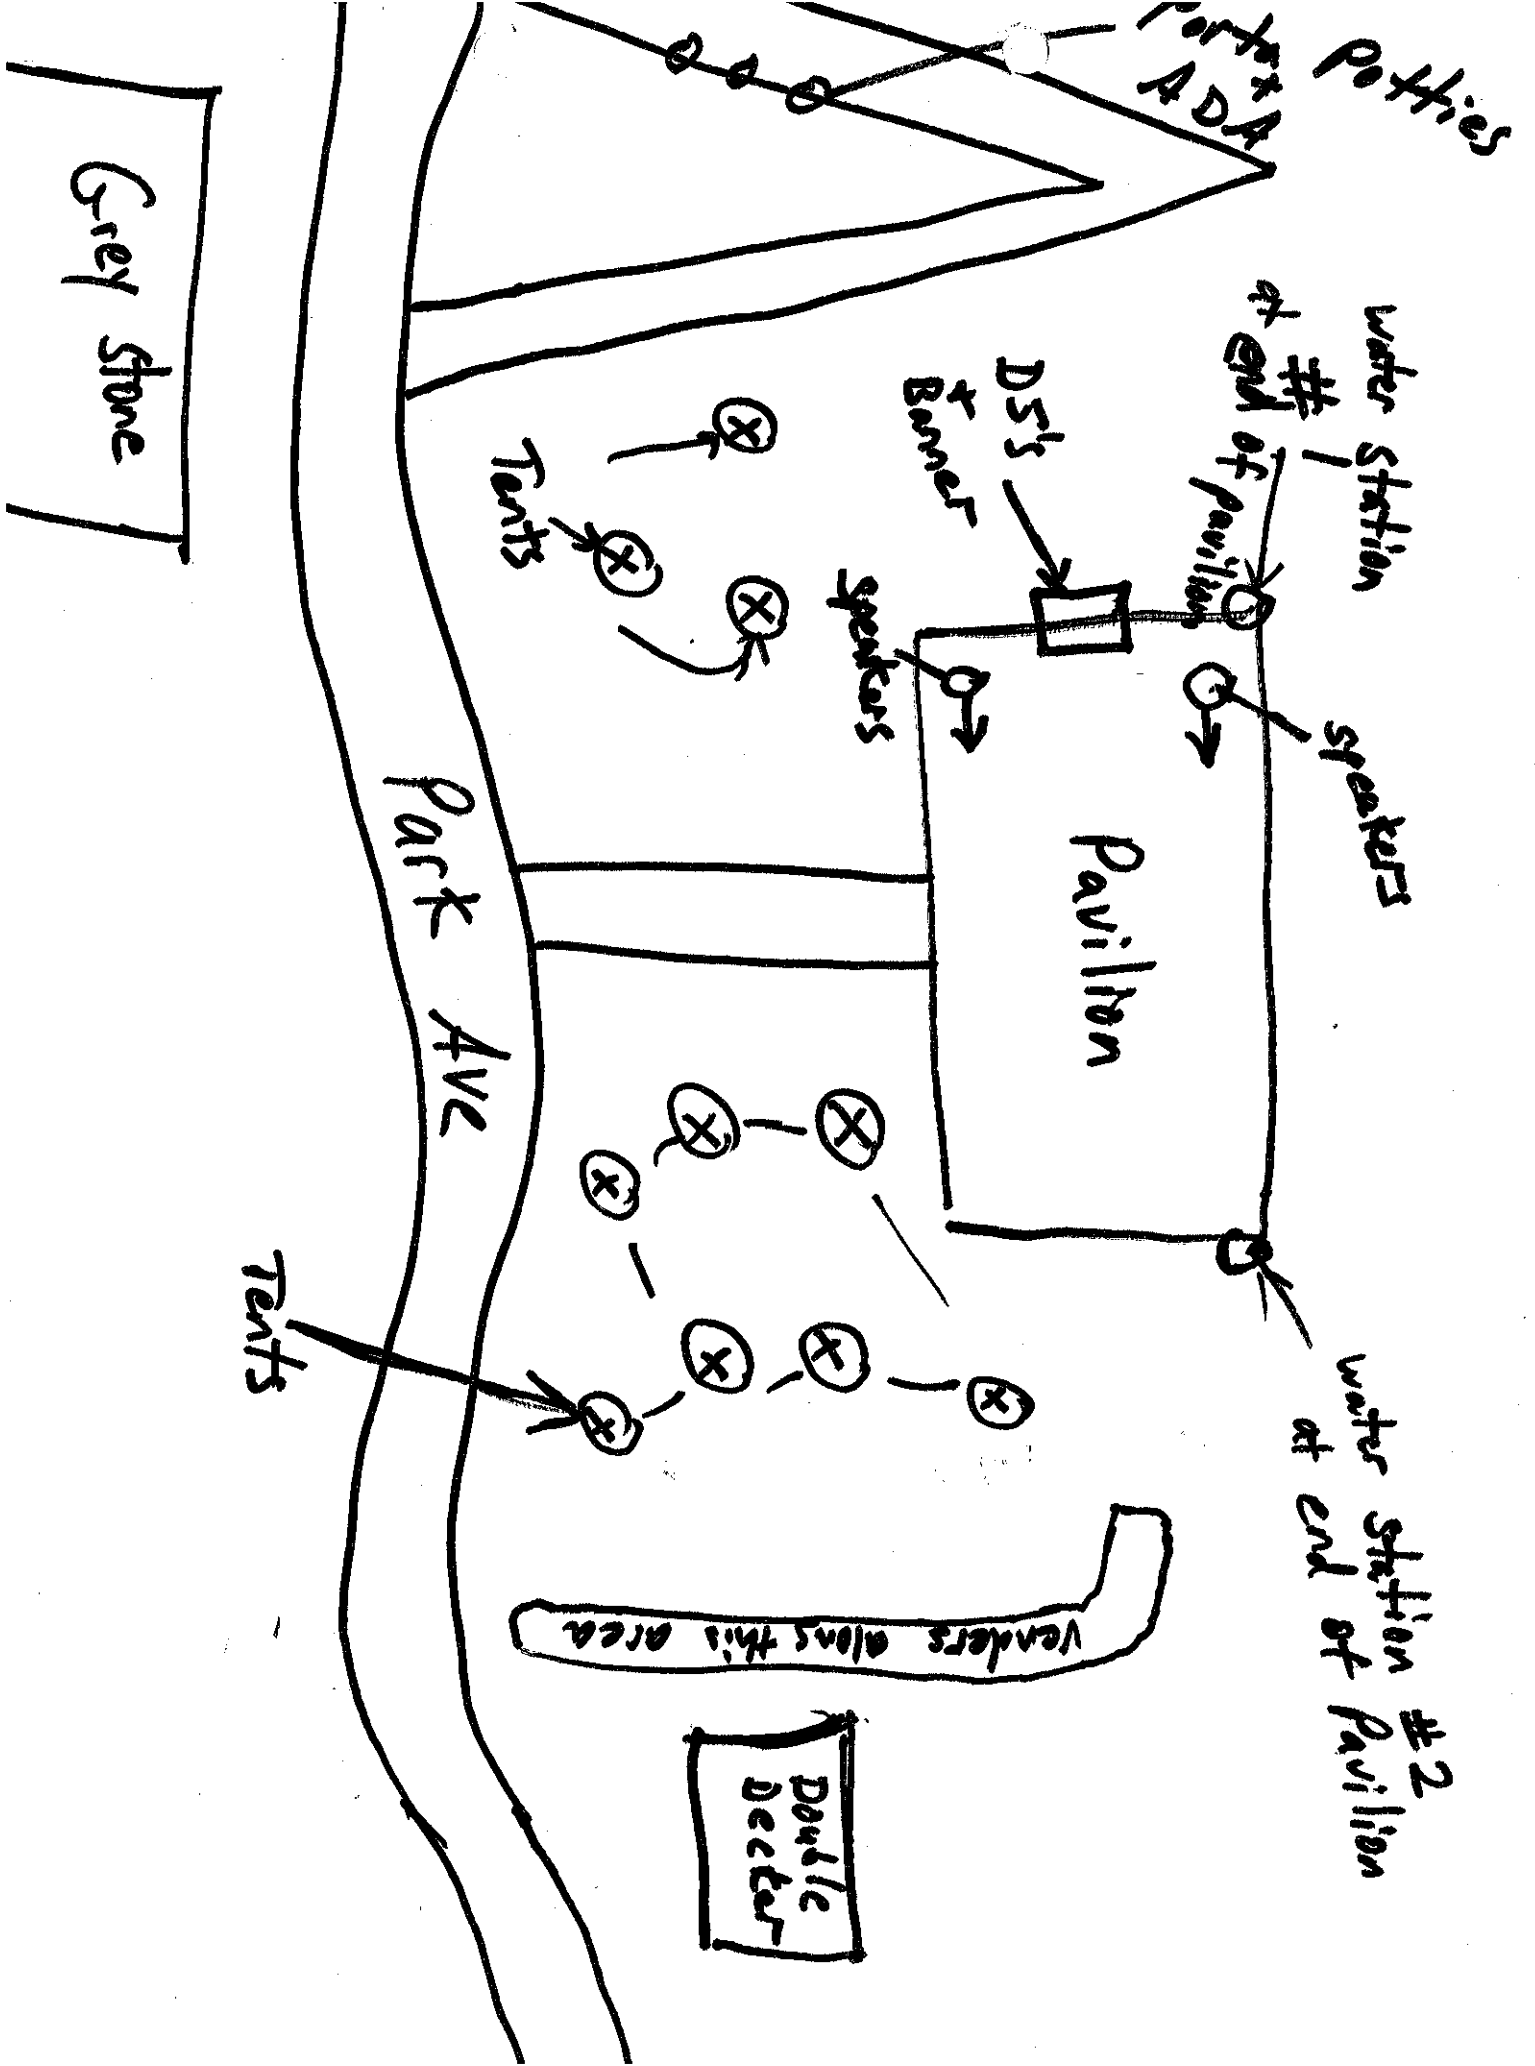 Potties
Porta
+
ADA
water station
# 1
at end of Pavilion
DJ's
+
Banner
Speakers
Speakers
Pavilion
Tents
Grey Stone
Park Ave
Tents
water station #2
at end of Pavilion
Venders along this area
Double
Decker